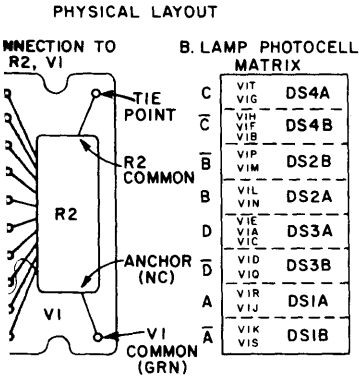 PHYSICAL LAYOUT
NNECTION TO
R2, V1
TIE
POINT
R2
COMMON
R2
ANCHOR
(NC)
V1
V1
COMMON
(GRN)
B. LAMP PHOTOCELL
MATRIX
C V1T V1G DS4A
C̅ V1H V1F V1B DS4B
B̅ V1P V1M DS2B
B V1L V1N DS2A
D V1E V1A V1C DS3A
D̅ V1D V1Q DS3B
A V1R V1J DS1A
A̅ V1K V1S DS1B